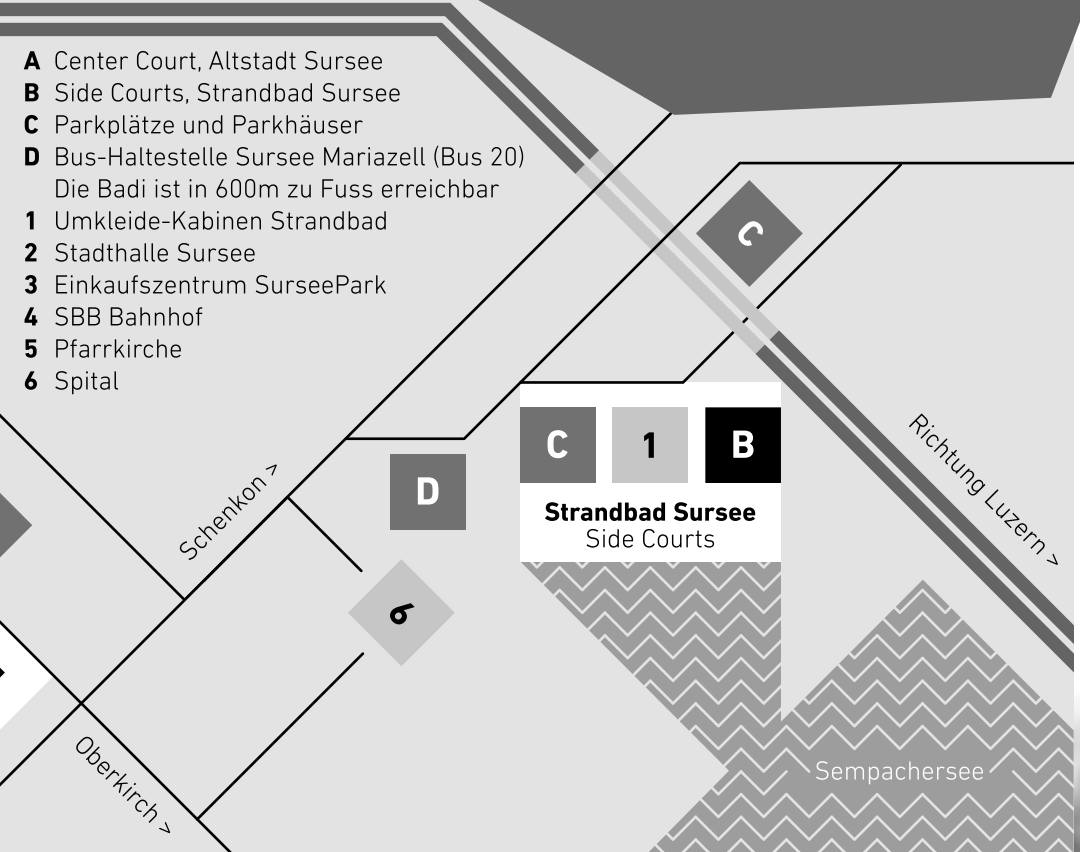 A Center Court, Altstadt Sursee
B Side Courts, Strandbad Sursee
C Parkplätze und Parkhäuser
D Bus-Haltestelle Sursee Mariazell (Bus 20)
Die Badi ist in 600m zu Fuss erreichbar
1 Umkleide-Kabinen Strandbad
2 Stadthalle Sursee
3 Einkaufszentrum SurseePark
4 SBB Bahnhof
5 Pfarrkirche
6 Spital
C
C 1 B
D
Strandbad Sursee
Side Courts
Richtung Luzern >
Schenkon >
6
Oberkirch >
Sempachersee